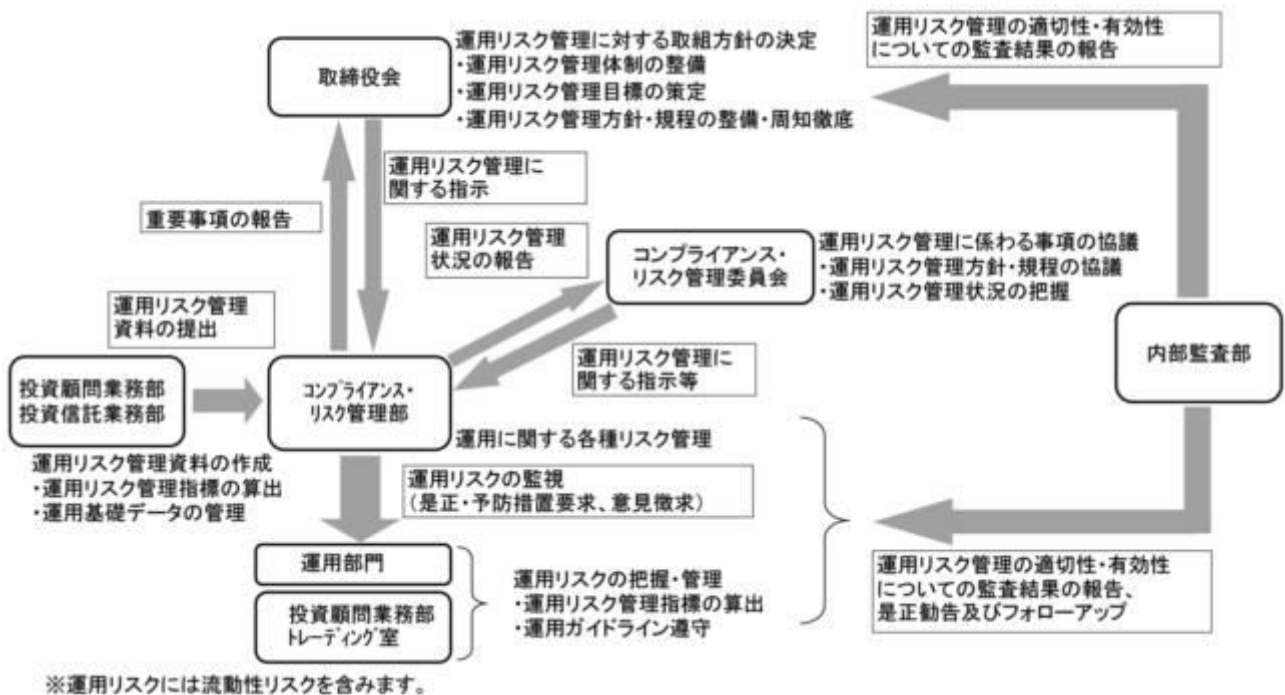 取締役会
運用リスク管理に対する取組方針の決定
・運用リスク管理体制の整備
・運用リスク管理目標の策定
・運用リスク管理方針・規程の整備・周知徹底
運用リスク管理の適切性・有効性
についての監査結果の報告
運用リスク管理に
関する指示
重要事項の報告
運用リスク管理
状況の報告
コンプライアンス・
リスク管理委員会
運用リスク管理に係わる事項の協議
・運用リスク管理方針・規程の協議
・運用リスク管理状況の把握
運用リスク管理
資料の提出
内部監査部
運用リスク管理に
関する指示等
投資顧問業務部
投資信託業務部
コンプライアンス・
リスク管理部
運用に関する各種リスク管理
運用リスク管理資料の作成
・運用リスク管理指標の算出
・運用基礎データの管理
運用リスクの監視
(是正・予防措置要求、意見徴求)
運用部門
投資顧問業務部
トレーディング室
運用リスクの把握・管理
・運用リスク管理指標の算出
・運用ガイドライン遵守
運用リスク管理の適切性・有効性
についての監査結果の報告、
是正勧告及びフォローアップ
※運用リスクには流動性リスクを含みます。